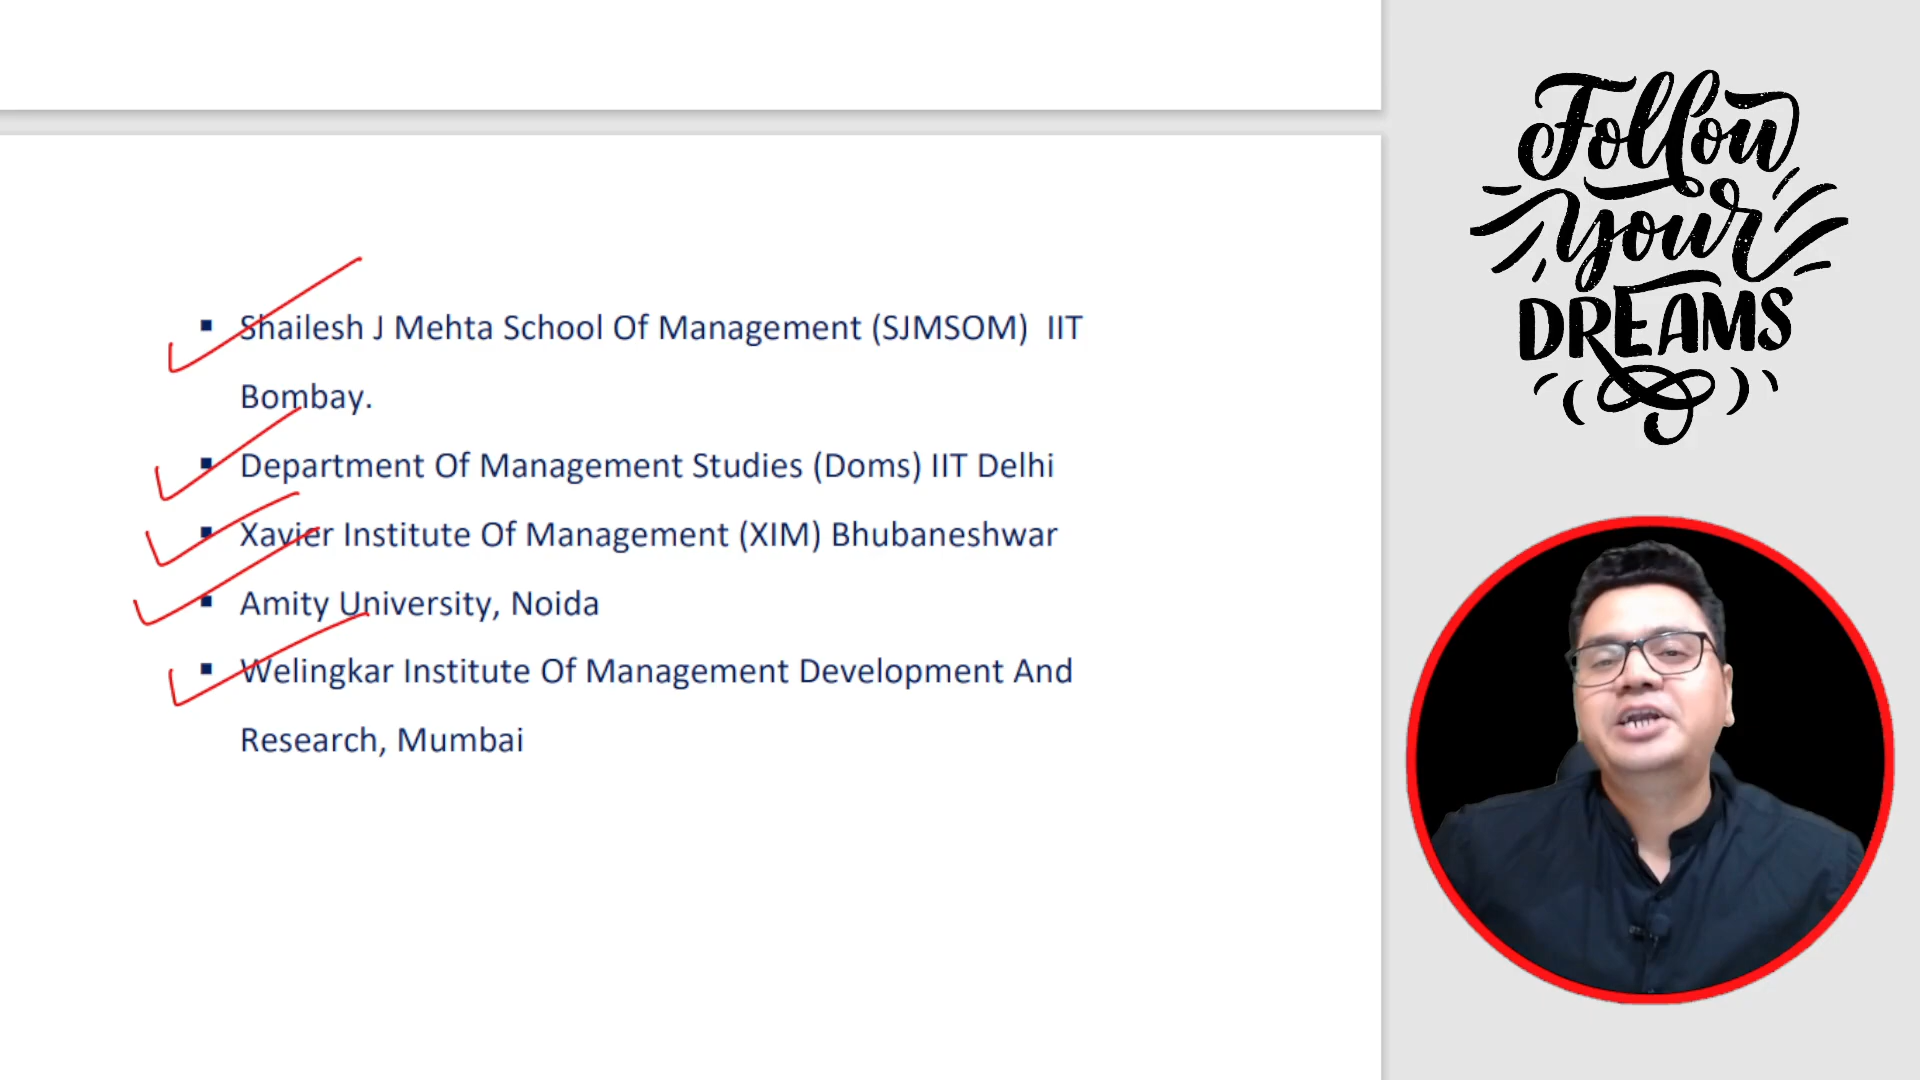 Shailesh J Mehta School Of Management (SJMSOM) IIT
Bombay.
Department Of Management Studies (Doms) IIT Delhi
Xavier Institute Of Management (XIM) Bhubaneshwar
Amity University, Noida
Welingkar Institute Of Management Development And
Research, Mumbai
Follow
Your
DREAMS